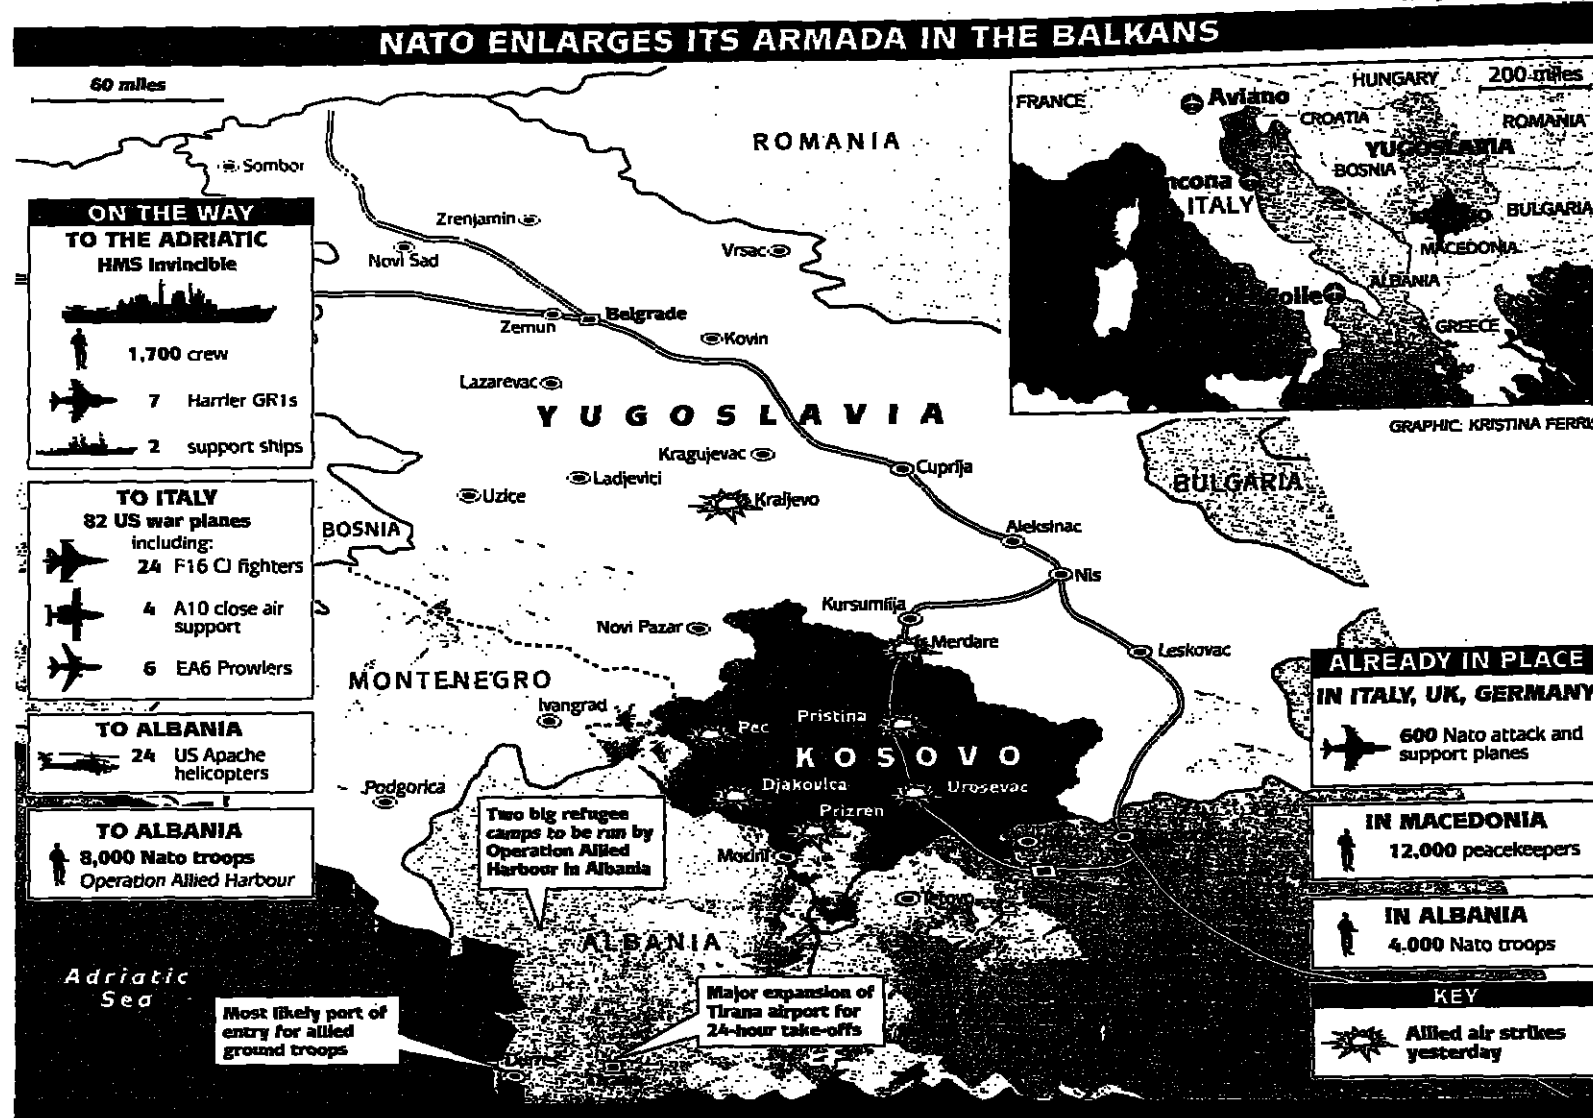 NATO ENLARGES ITS ARMADA IN THE BALKANS
60 miles
ROMANIA
Sombor
Zrenjamin
Novi Sad
Vrsac
Zemun
Belgrade
Kovin
Lazarevac
YUGOSLAVIA
Kragujevac
Cuprija
Ladjevici
Uzice
Kraljevo
BOSNIA
Aleksinac
Nis
BULGARIA
Kursumlija
Novi Pazar
Merdare
Leskovac
MONTENEGRO
Ivangrad
Pec
Pristina
KOSOVO
Djakovica
Urosevac
Prizren
Podgorica
Morini
Tetovo
ALBANIA
Adriatic
Sea
ON THE WAY
TO THE ADRIATIC
HMS Invincible
1,700 crew
7 Harrier GR1s
2 support ships
TO ITALY
82 US war planes
including:
24 F16 CJ fighters
4 A10 close air
support
6 EA6 Prowlers
TO ALBANIA
24 US Apache
helicopters
TO ALBANIA
8,000 Nato troops
Operation Allied Harbour
Two big refugee
camps to be run by
Operation Allied
Harbour in Albania
Most likely port of
entry for allied
ground troops
Major expansion of
Tirana airport for
24-hour take-offs
200 miles
HUNGARY
FRANCE
Aviano
CROATIA
ROMANIA
YUGOSLAVIA
BOSNIA
ncona
ITALY
BULGARIA
MACEDONIA
ALBANIA
Colle
GREECE
GRAPHIC: KRISTINA FERRIS
ALREADY IN PLACE
IN ITALY, UK, GERMANY
600 Nato attack and
support planes
IN MACEDONIA
12,000 peacekeepers
IN ALBANIA
4.000 Nato troops
KEY
Allied air strikes
yesterday